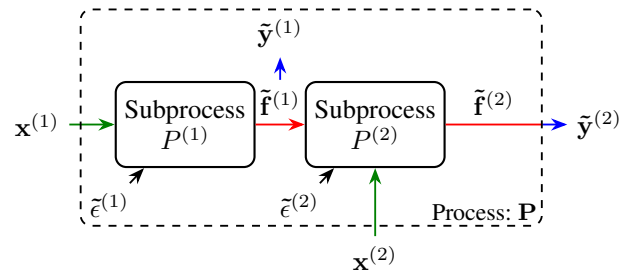 ỹ⁽¹⁾
x⁽¹⁾
Subprocess
P⁽¹⁾
f̃⁽¹⁾
Subprocess
P⁽²⁾
f̃⁽²⁾
ỹ⁽²⁾
ϵ̃⁽¹⁾
ϵ̃⁽²⁾
Process: P
x⁽²⁾